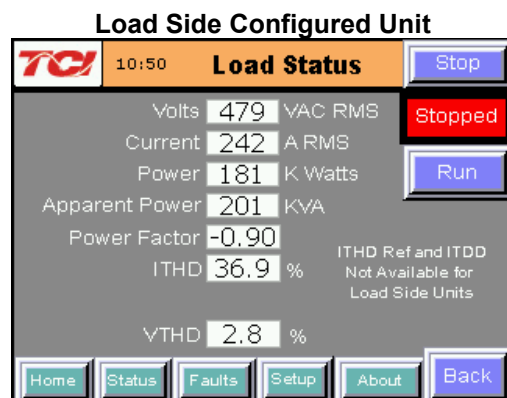 Load Side Configured Unit
TCI 10:50 Load Status Stop
Volts 479 VAC RMS Stopped
Current 242 A RMS
Power 181 K Watts Run
Apparent Power 201 KVA
Power Factor -0.90
ITHD 36.9 %
ITHD Ref and ITDD
Not Available for
Load Side Units
VTHD 2.8 %
Home Status Faults Setup About Back